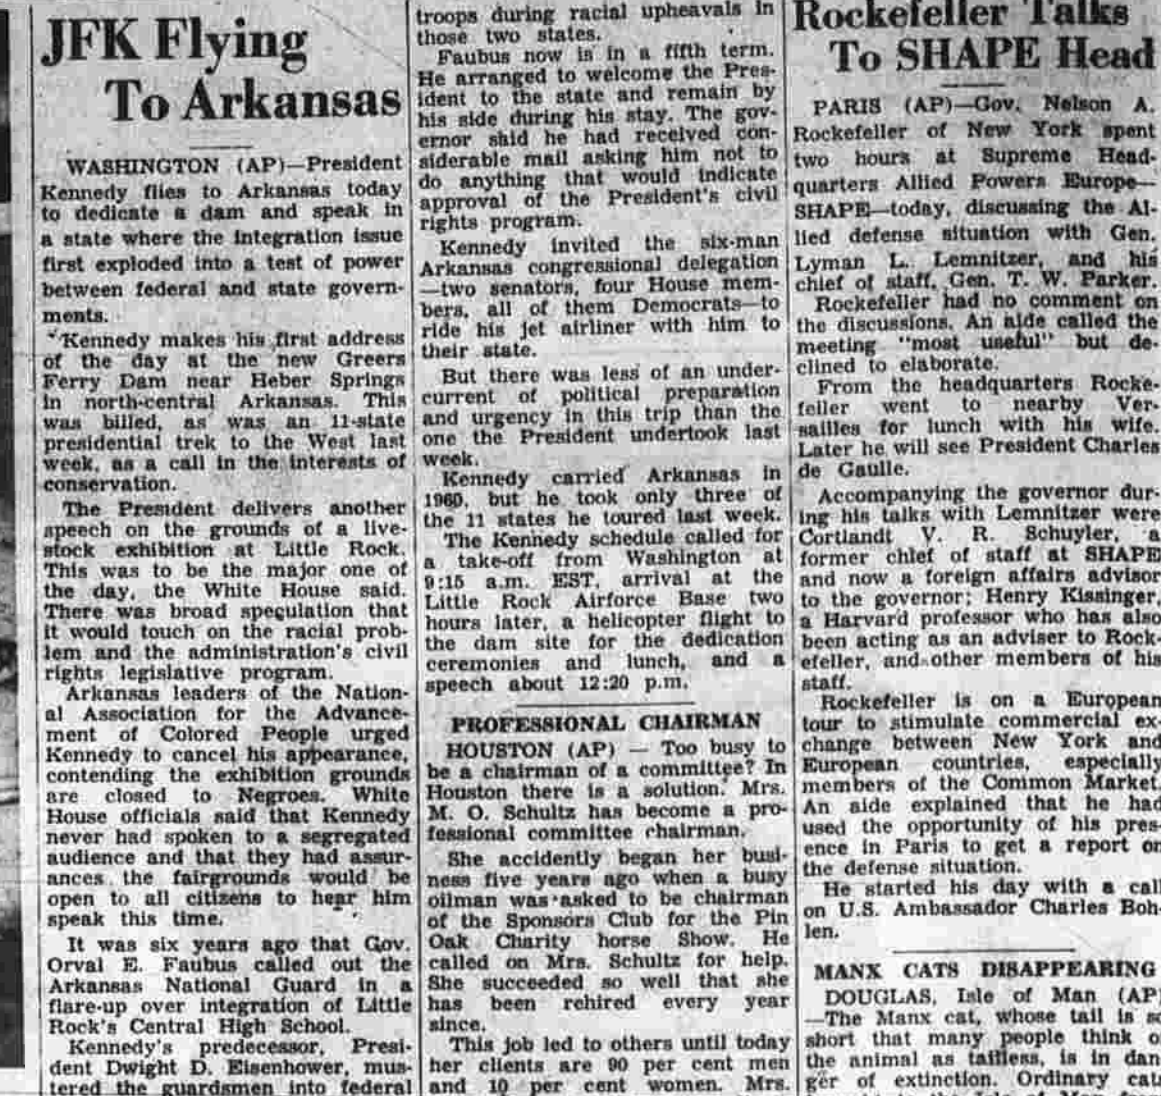 JFK Flying
To Arkansas
WASHINGTON (AP)—President
Kennedy flies to Arkansas today
to dedicate a dam and speak in
a state where the integration issue
first exploded into a test of power
between federal and state govern-
ments.
Kennedy makes his first address
of the day at the new Greers
Ferry Dam near Heber Springs
in north-central Arkansas. This
was billed, as was an 11-state
presidential trek to the West last
week, as a call in the interests of
conservation.
The President delivers another
speech on the grounds of a live-
stock exhibition at Little Rock.
This was to be the major one of
the day, the White House said.
There was broad speculation that
it would touch on the racial prob-
lem and the administration's civil
rights legislative program.
Arkansas leaders of the Nation-
al Association for the Advance-
ment of Colored People urged
Kennedy to cancel his appearance,
contending the exhibition grounds
are closed to Negroes. White
House officials said that Kennedy
never had spoken to a segregated
audience and that they had assur-
ances the fairgrounds would be
open to all citizens to hear him
speak this time.
It was six years ago that Gov.
Orval E. Faubus called out the
Arkansas National Guard in a
flare-up over integration of Little
Rock's Central High School.
Kennedy's predecessor, Presi-
dent Dwight D. Eisenhower, mus-
tered the guardsmen into federal
troops during racial upheavals in
those two states.
Faubus now is in a fifth term.
He arranged to welcome the Pres-
ident to the state and remain by
his side during his stay. The gov-
ernor said he had received con-
siderable mail asking him not to
do anything that would indicate
approval of the President's civil
rights program.
Kennedy invited the six-man
Arkansas congressional delegation
—two senators, four House mem-
bers, all of them Democrats—to
ride his jet airliner with him to
their state.
But there was less of an under-
current of political preparation
and urgency in this trip than the
one the President undertook last
week.
Kennedy carried Arkansas in
1960, but he took only three of
the 11 states he toured last week.
The Kennedy schedule called for
a take-off from Washington at
9:15 a.m. EST, arrival at the
Little Rock Airforce Base two
hours later, a helicopter flight to
the dam site for the dedication
ceremonies and lunch, and a
speech about 12:20 p.m.
PROFESSIONAL CHAIRMAN
HOUSTON (AP) — Too busy to
be a chairman of a committee? In
Houston there is a solution. Mrs.
M. O. Schultz has become a pro-
fessional committee chairman.
She accidently began her busi-
ness five years ago when a busy
oilman was asked to be chairman
of the Sponsors Club for the Pin
Oak Charity horse Show. He
called on Mrs. Schultz for help.
She succeeded so well that she
has been rehired every year
since.
This job led to others until today
her clients are 90 per cent men
and 10 per cent women. Mrs.
Rockefeller Talks
To SHAPE Head
PARIS (AP)—Gov. Nelson A.
Rockefeller of New York spent
two hours at Supreme Head-
quarters Allied Powers Europe—
SHAPE—today, discussing the Al-
lied defense situation with Gen.
Lyman L. Lemnitzer, and his
chief of staff, Gen. T. W. Parker.
Rockefeller had no comment on
the discussions. An aide called the
meeting "most useful" but de-
clined to elaborate.
From the headquarters Rocke-
feller went to nearby Ver-
sailles for lunch with his wife.
Later he will see President Charles
de Gaulle.
Accompanying the governor dur-
ing his talks with Lemnitzer were
Cortlandt V. R. Schuyler, a
former chief of staff at SHAPE
and now a foreign affairs advisor
to the governor; Henry Kissinger,
a Harvard professor who has also
been acting as an adviser to Rock-
efeller, and other members of his
staff.
Rockefeller is on a European
tour to stimulate commercial ex-
change between New York and
European countries, especially
members of the Common Market.
An aide explained that he had
used the opportunity of his pres-
ence in Paris to get a report on
the defense situation.
He started his day with a call
on U.S. Ambassador Charles Boh-
len.
MANX CATS DISAPPEARING
DOUGLAS, Isle of Man (AP)
—The Manx cat, whose tail is so
short that many people think o
the animal as tailless, is in dan-
ger of extinction. Ordinary cats